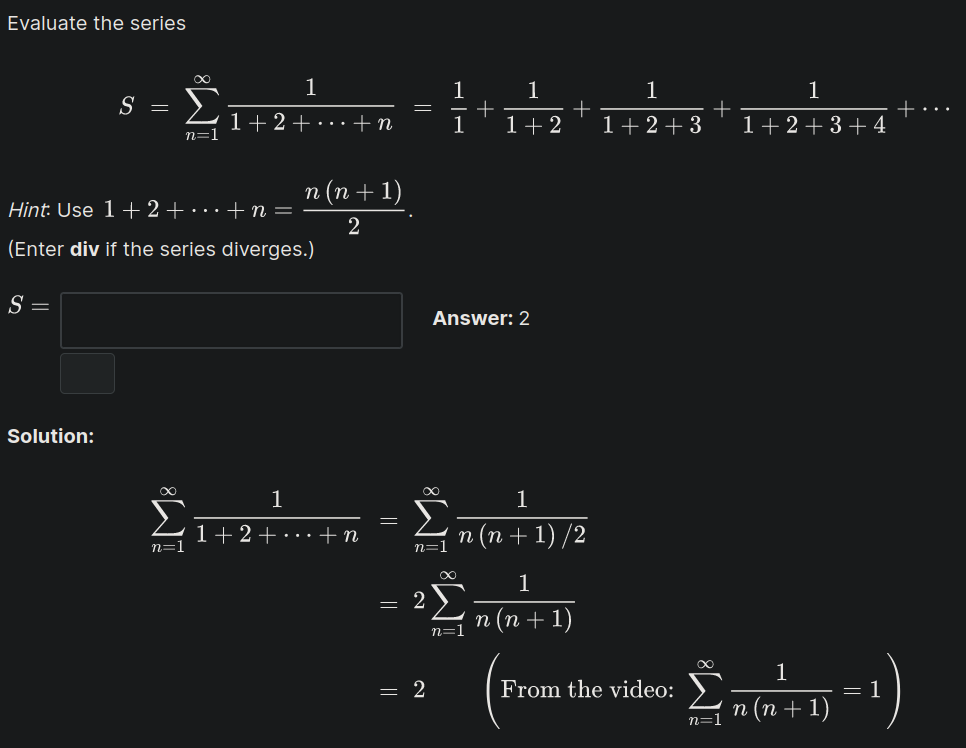 Evaluate the series
S = \sum_{n=1}^{\infty} \frac{1}{1+2+\cdots+n} = \frac{1}{1} + \frac{1}{1+2} + \frac{1}{1+2+3} + \frac{1}{1+2+3+4} + \cdots
Hint: Use 1+2+\cdots+n = \frac{n(n+1)}{2}.
(Enter div if the series diverges.)
S =
Answer: 2
Solution:
\sum_{n=1}^{\infty} \frac{1}{1+2+\cdots+n} = \sum_{n=1}^{\infty} \frac{1}{n(n+1)/2}
= 2 \sum_{n=1}^{\infty} \frac{1}{n(n+1)}
= 2 \left( From the video: \sum_{n=1}^{\infty} \frac{1}{n(n+1)} = 1 \right)